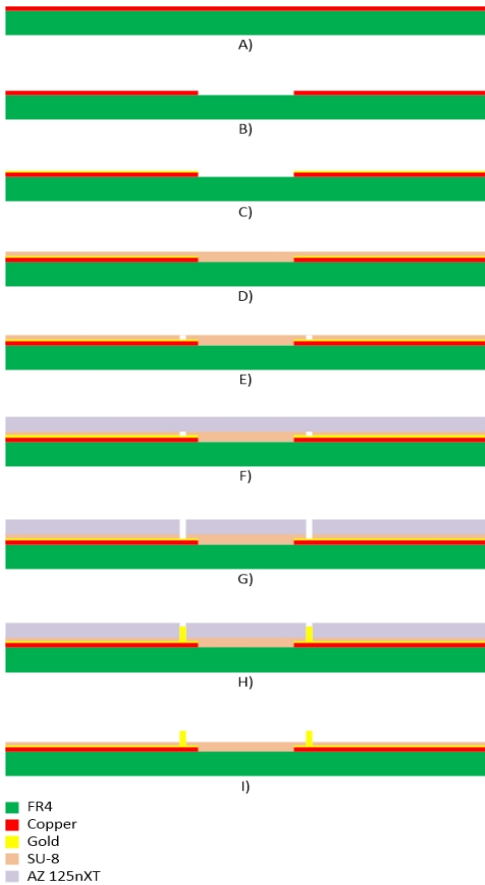 A)
B)
C)
D)
E)
F)
G)
H)
I)
FR4
Copper
Gold
SU-8
AZ 125nXT